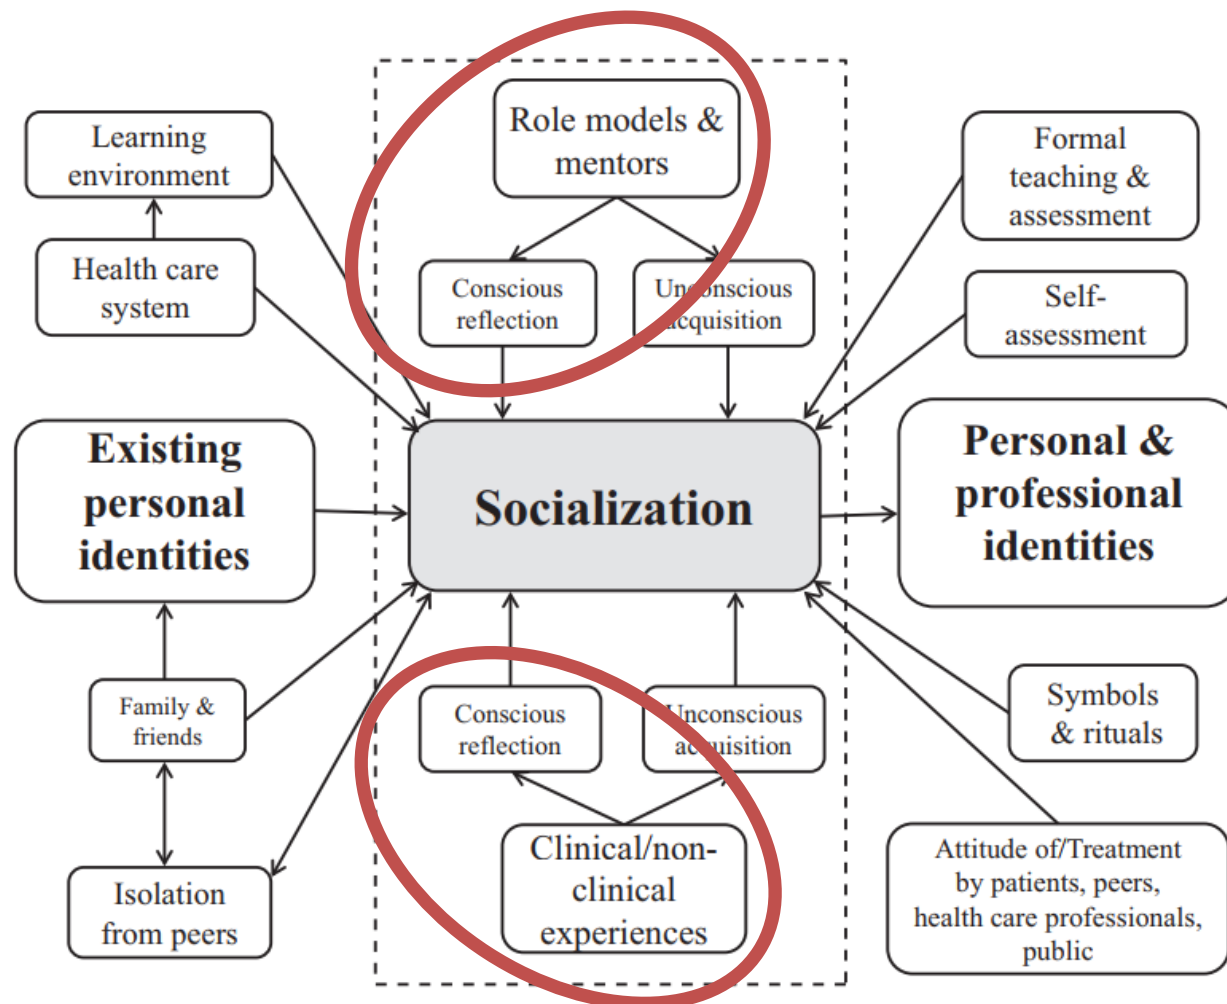 Role models &
mentors
Learning
environment
Formal
teaching &
assessment
Health care
system
Conscious
reflection
Unconscious
acquisition
Self-
assessment
Existing
personal
identities
Socialization
Personal &
professional
identities
Family &
friends
Conscious
reflection
Unconscious
acquisition
Symbols
& rituals
Isolation
from peers
Clinical/non-
clinical
experiences
Attitude of/Treatment
by patients, peers,
health care professionals,
public